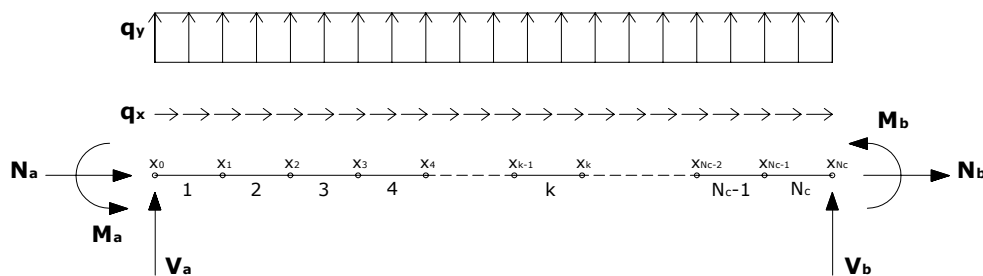 qy
qx
Mb
Na
x0 x1 x2 x3 x4 xk-1 xk xNc-2 xNc-1 xNc
Nb
1 2 3 4 k Nc-1 Nc
Ma
Va Vb